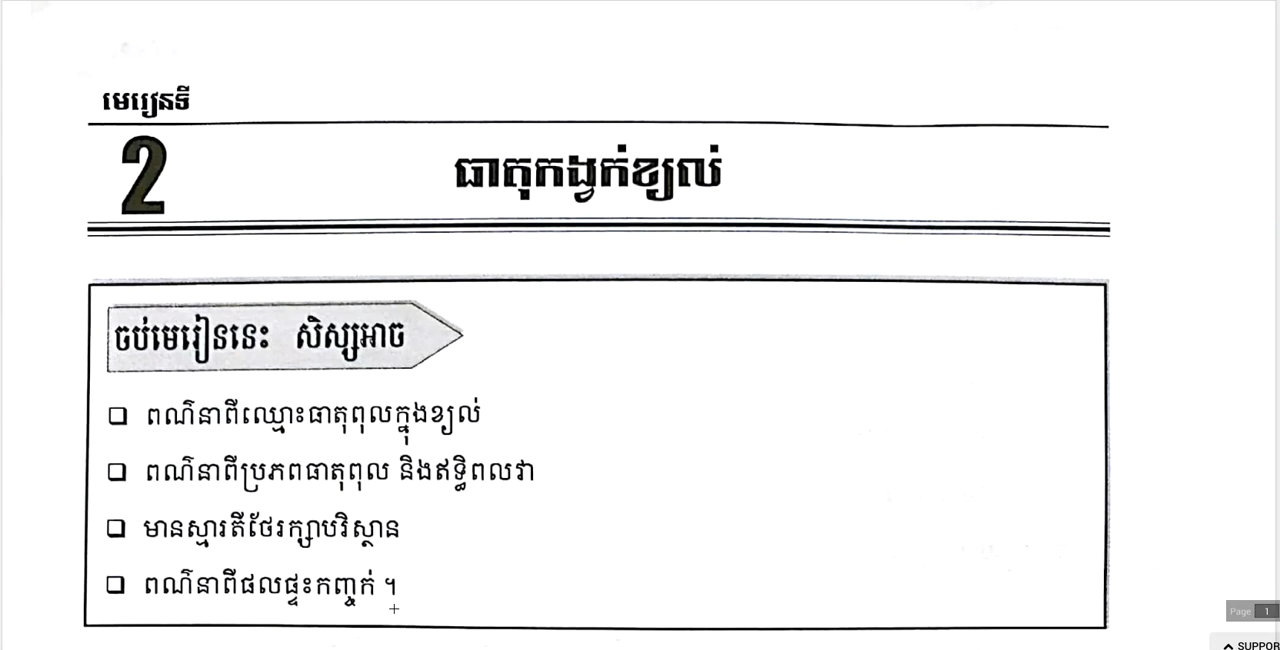 មេរៀនទី
2
ធាតុកង្វក់ខ្យល់
ចប់មេរៀននេះ សិស្សអាច
❑ ពណ៌នាពីឈ្មោះធាតុពុលក្នុងខ្យល់
❑ ពណ៌នាពីប្រភពធាតុពុល និងឥទ្ធិពលវា
❑ មានស្មារតីថែរក្សាបរិស្ថាន
❑ ពណ៌នាពីផលផ្ទះកញ្ចក់ ។
Page 1
SUPPOR